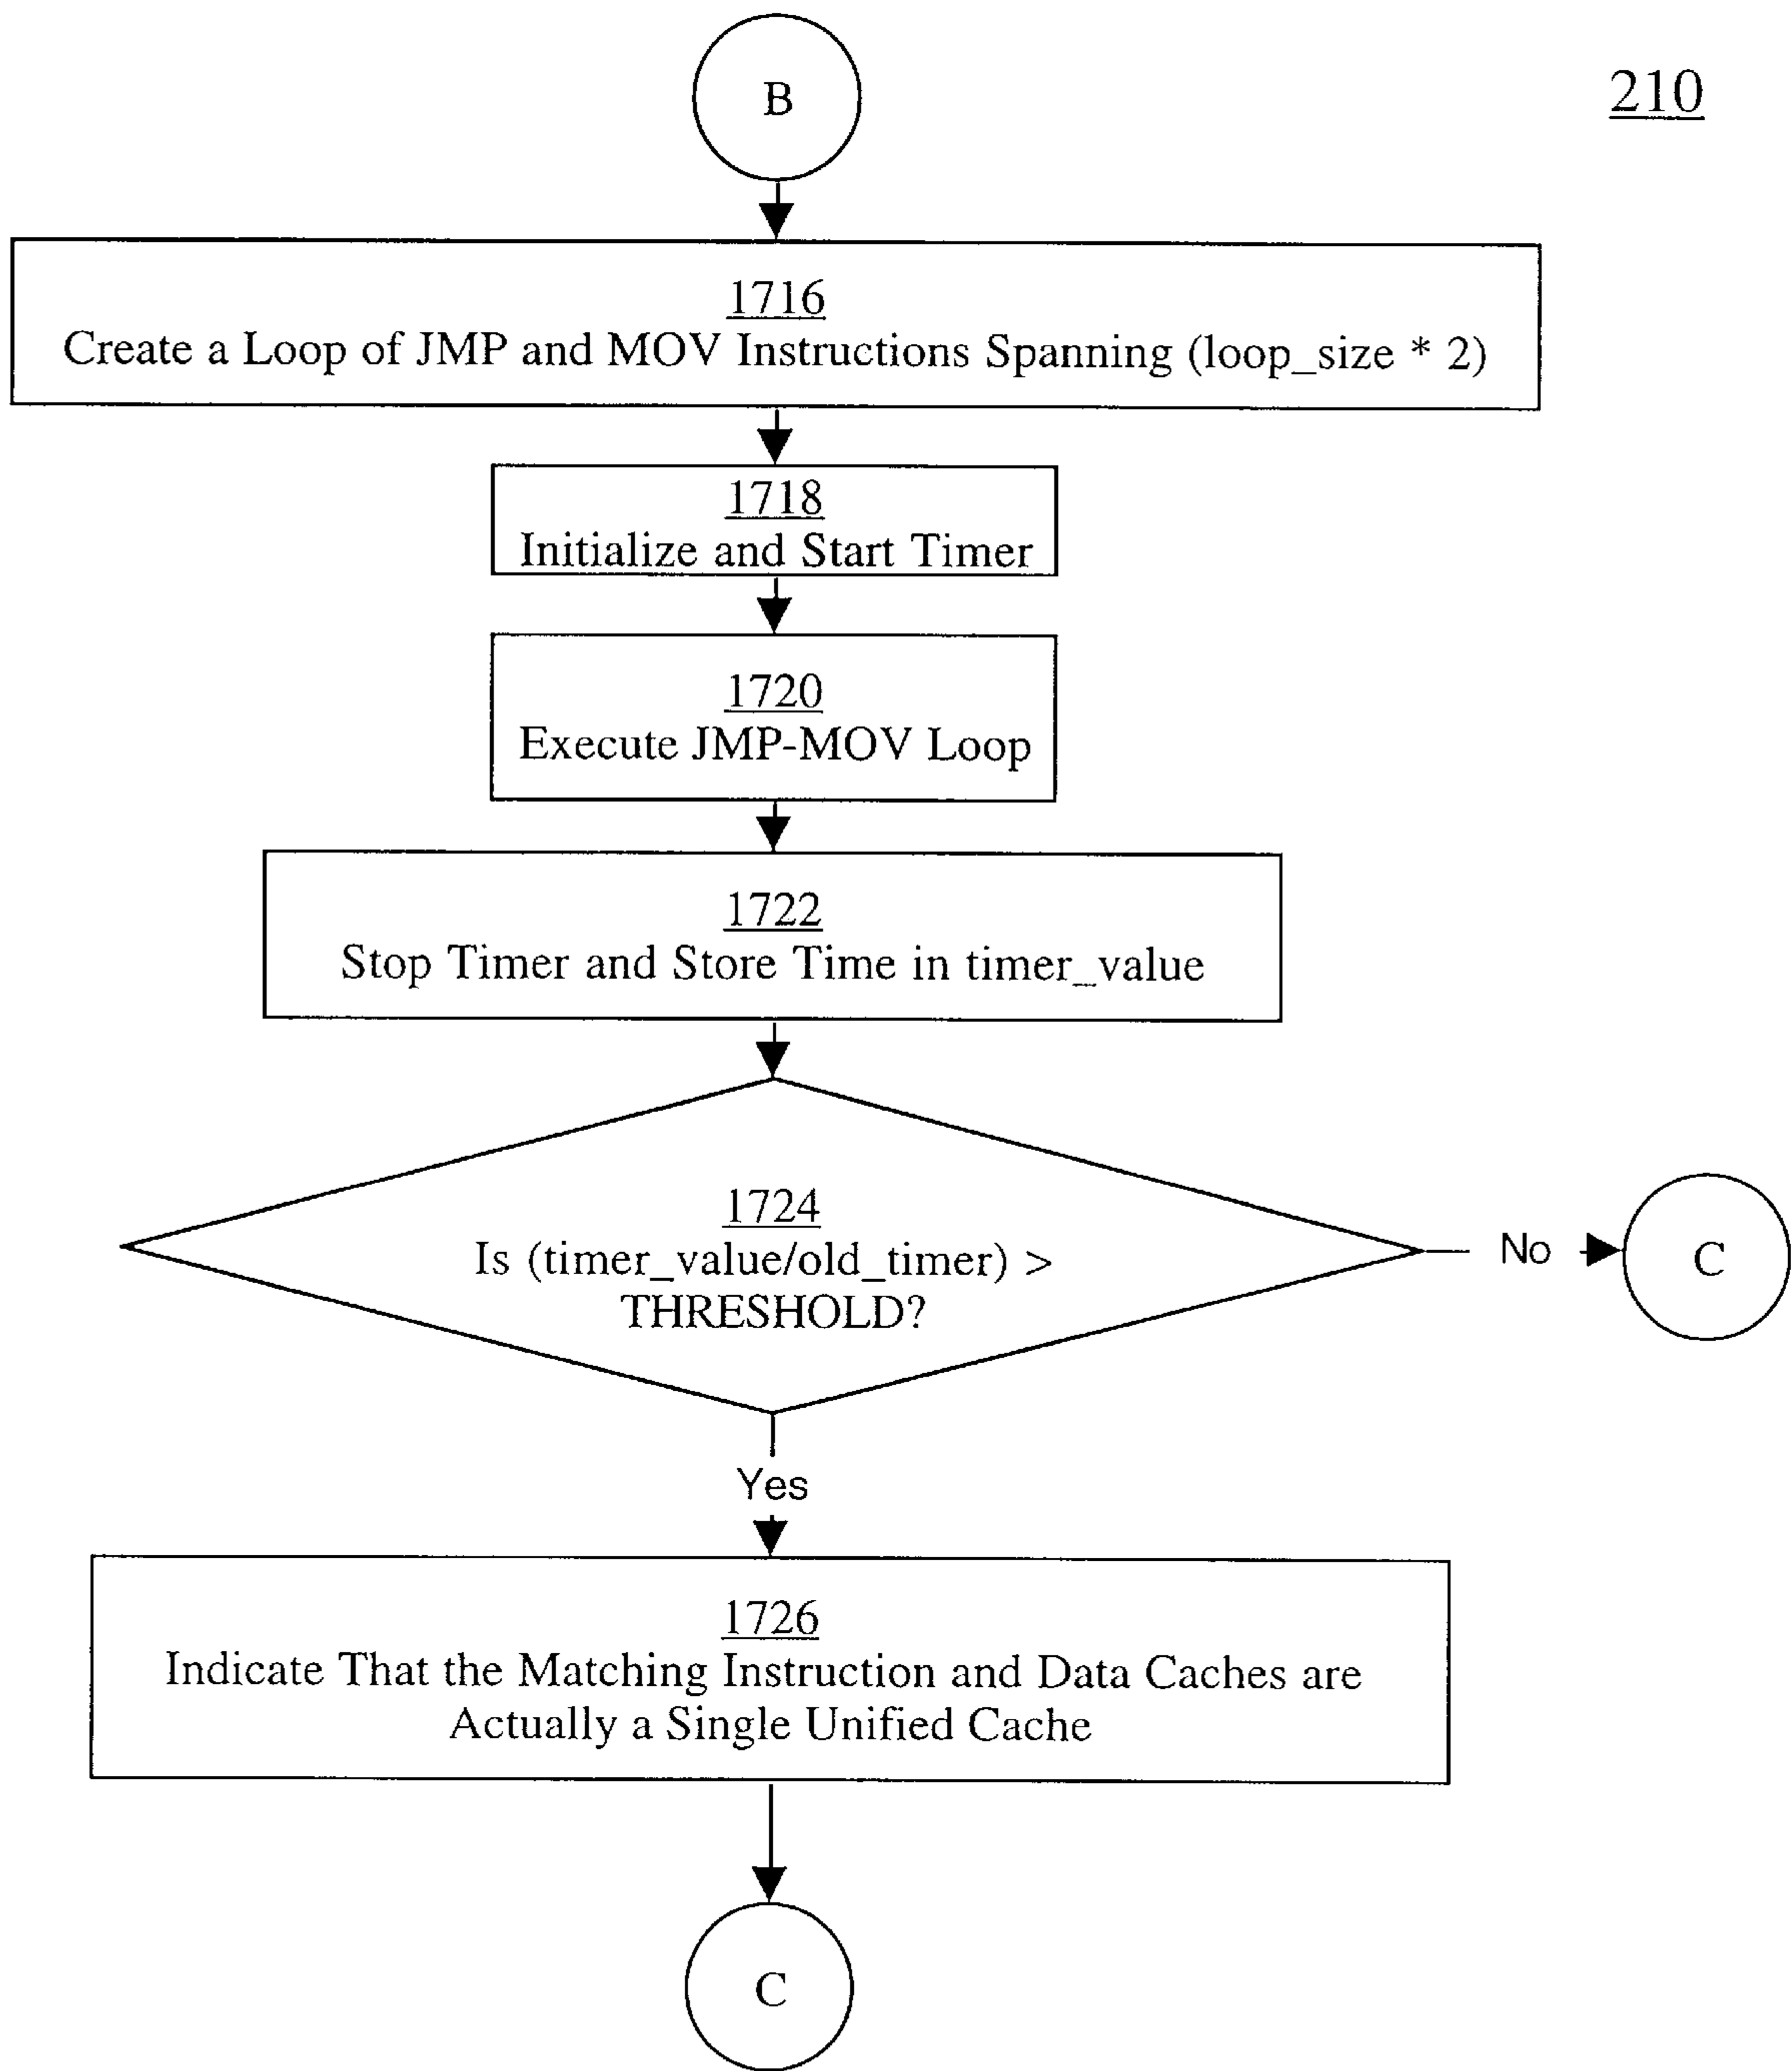 B
210
1716
Create a Loop of JMP and MOV Instructions Spanning (loop_size * 2)
1718
Initialize and Start Timer
1720
Execute JMP-MOV Loop
1722
Stop Timer and Store Time in timer_value
1724
Is (timer_value/old_timer) >
THRESHOLD?
No
C
Yes
1726
Indicate That the Matching Instruction and Data Caches are
Actually a Single Unified Cache
C